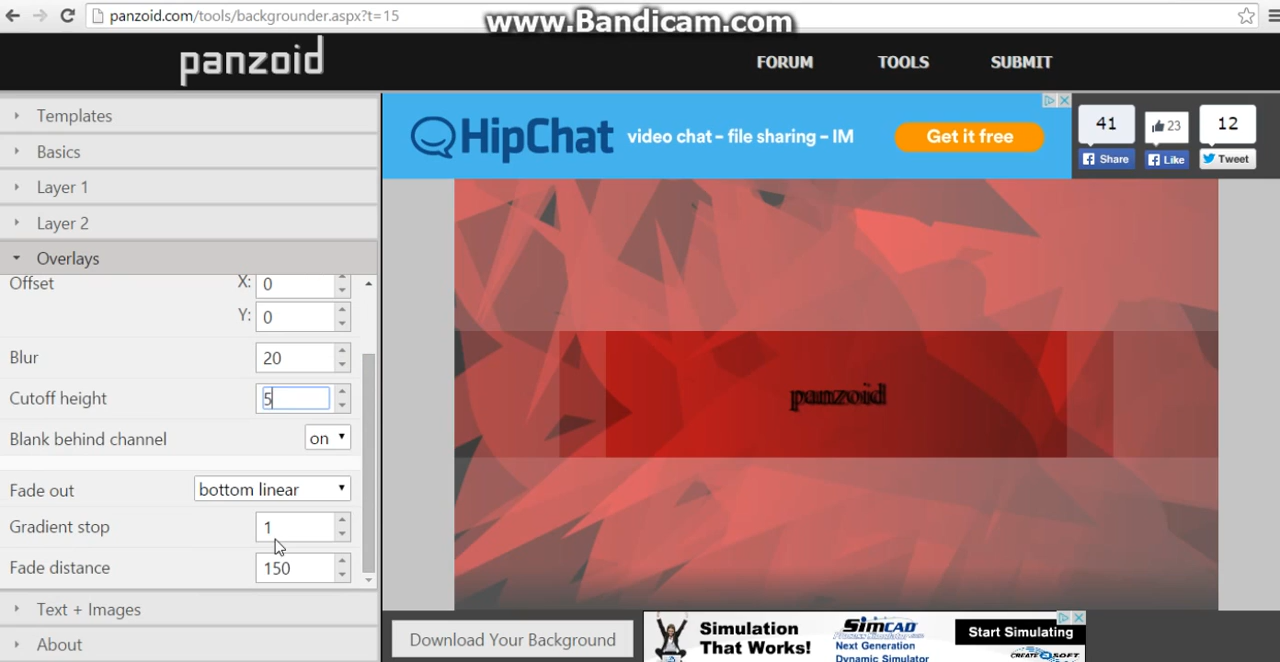 panzoid.com/tools/backgrounder.aspx?t=15
www.Bandicam.com
panzoid
FORUM
TOOLS
SUBMIT
Templates
Basics
Layer 1
Layer 2
Overlays
Offset
X: 0
Y: 0
Blur 20
Cutoff height 5
Blank behind channel on
Fade out bottom linear
Gradient stop 1
Fade distance 150
Text + Images
About
HipChat video chat – file sharing – IM Get it free
41
Share
23
Like
12
Tweet
panzoid
Download Your Background
Simulation
That Works!
SIMCAD
Next Generation
Dynamic Simulator
Start Simulating
CREATE A SOFT